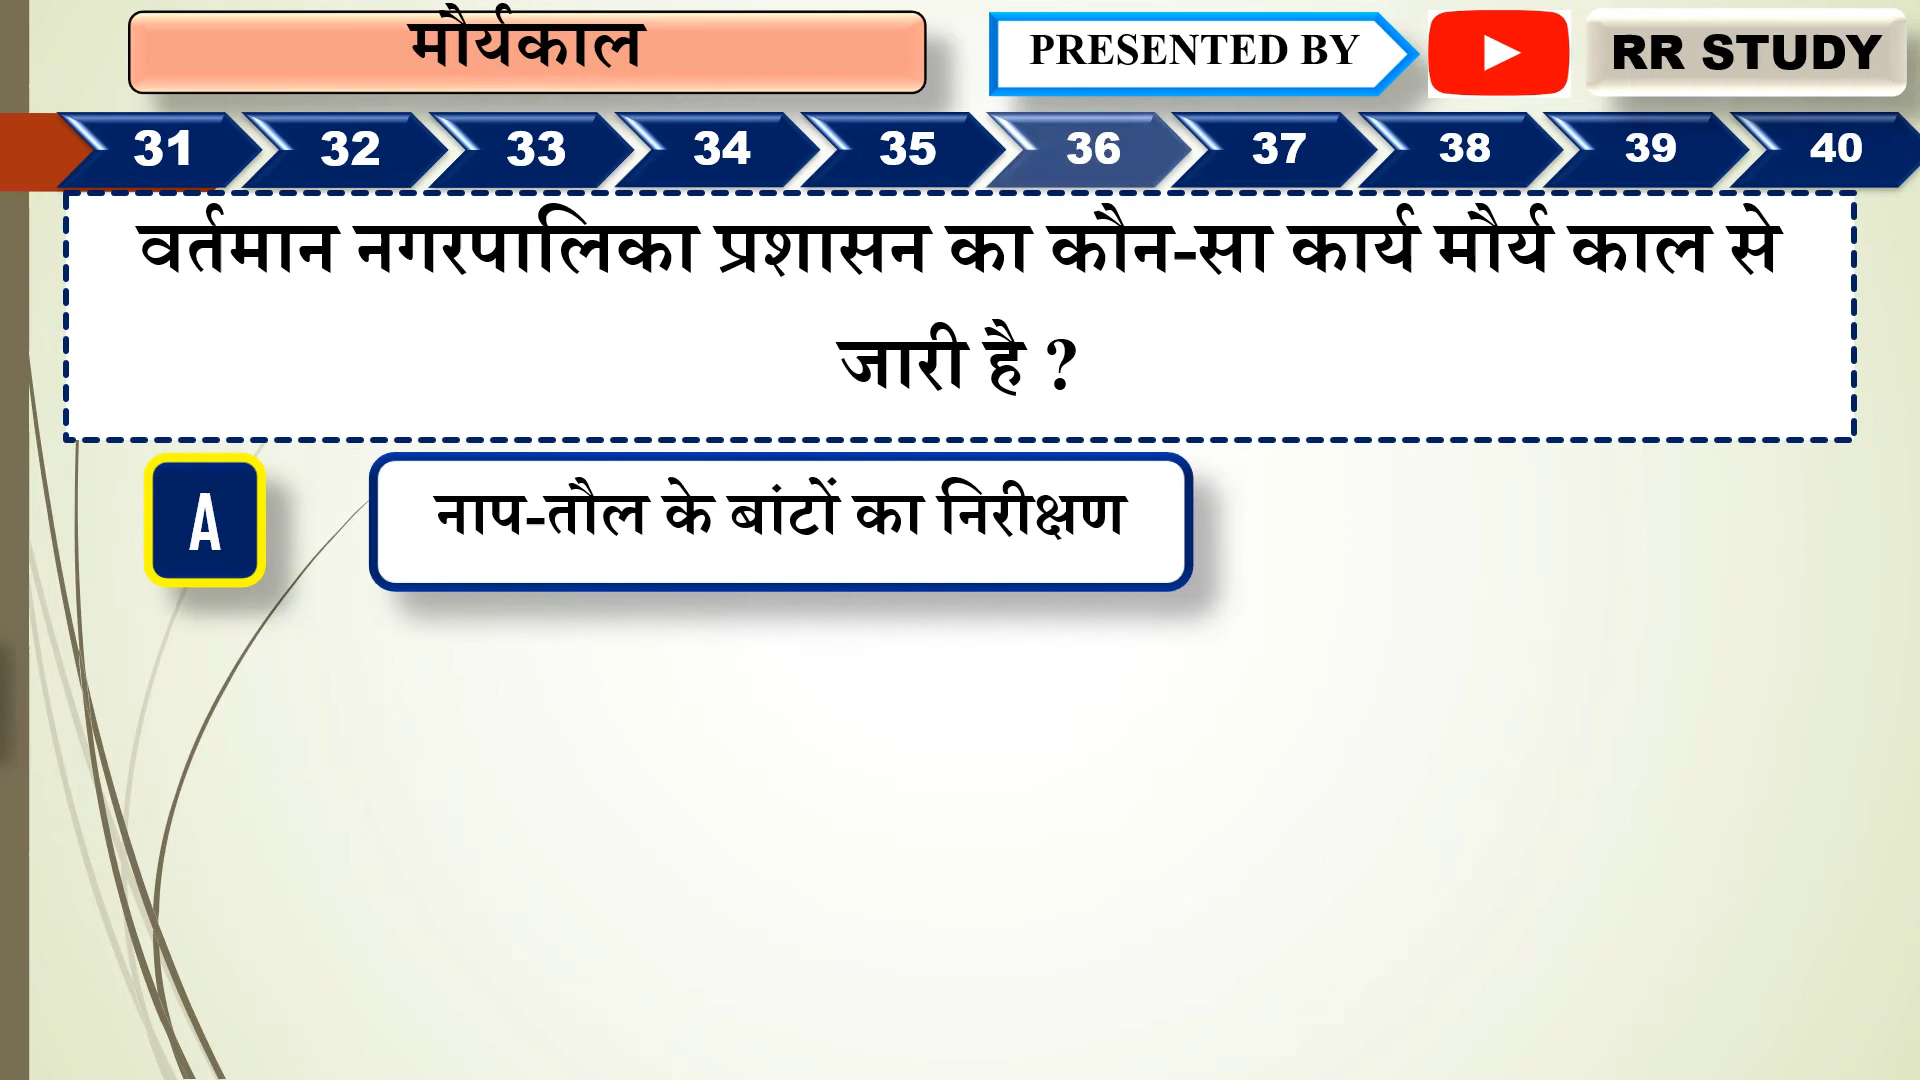 मौर्यकाल
PRESENTED BY
RR STUDY
31 32 33 34 35 36 37 38 39 40
वर्तमान नगरपालिका प्रशासन का कौन-सा कार्य मौर्य काल से
जारी है ?
A
नाप-तौल के बांटों का निरीक्षण